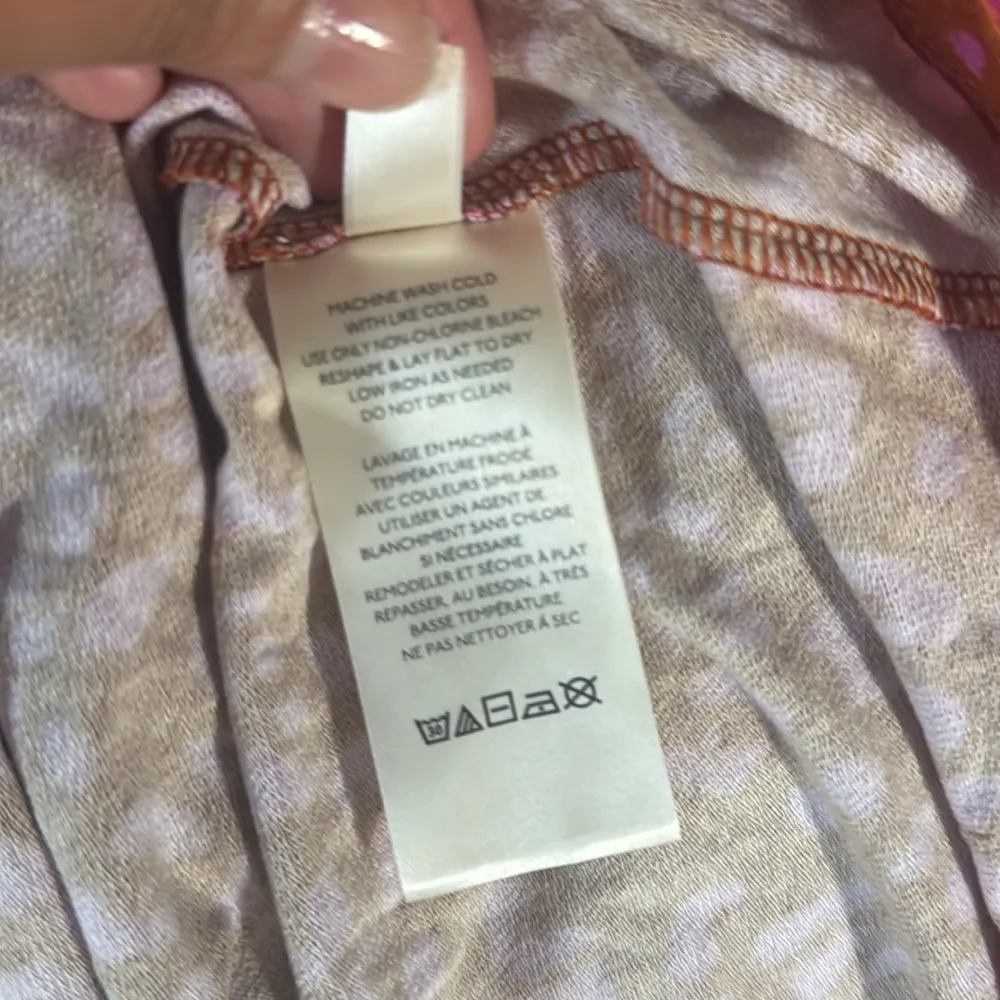 MACHINE WASH COLD
WITH LIKE COLORS
USE ONLY NON-CHLORINE BLEACH
RESHAPE & LAY FLAT TO DRY
LOW IRON AS NEEDED
DO NOT DRY CLEAN
LAVAGE EN MACHINE À
TEMPÉRATURE FROIDE
AVEC COULEURS SIMILAIRES
UTILISER UN AGENT DE
BLANCHIMENT SANS CHLORE
SI NÉCESSAIRE
REMODELER ET SÉCHER À PLAT
REPASSER, AU BESOIN, À TRÈS
BASSE TEMPÉRATURE
NE PAS NETTOYER À SEC
30